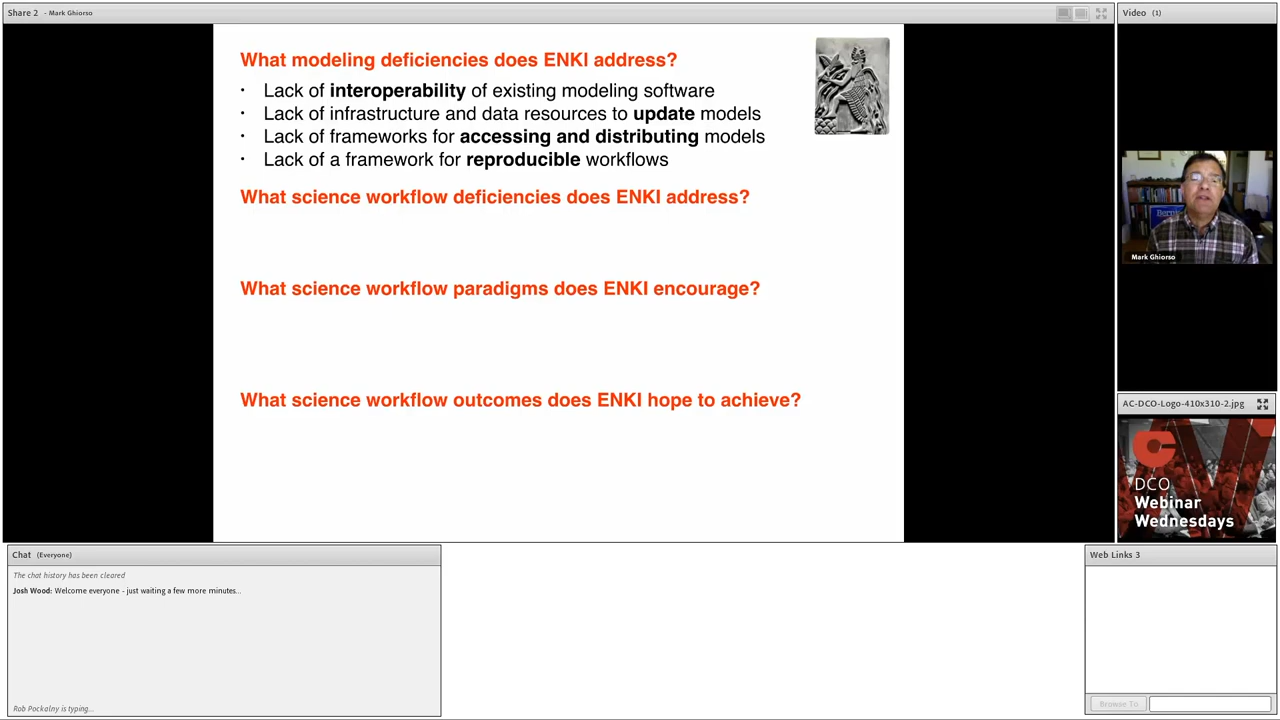 Share 2 - Mark Ghiorso
What modeling deficiencies does ENKI address?
· Lack of interoperability of existing modeling software
· Lack of infrastructure and data resources to update models
· Lack of frameworks for accessing and distributing models
· Lack of a framework for reproducible workflows
What science workflow deficiencies does ENKI address?
What science workflow paradigms does ENKI encourage?
What science workflow outcomes does ENKI hope to achieve?
Video (1)
Bernie
Mark Ghiorso
AC-DCO-Logo-410x310-2.jpg
DCO
Webinar
Wednesdays
Chat (Everyone)
The chat history has been cleared
Josh Wood: Welcome everyone - just waiting a few more minutes...
Rob Pockalny is typing...
Web Links 3
Browse To